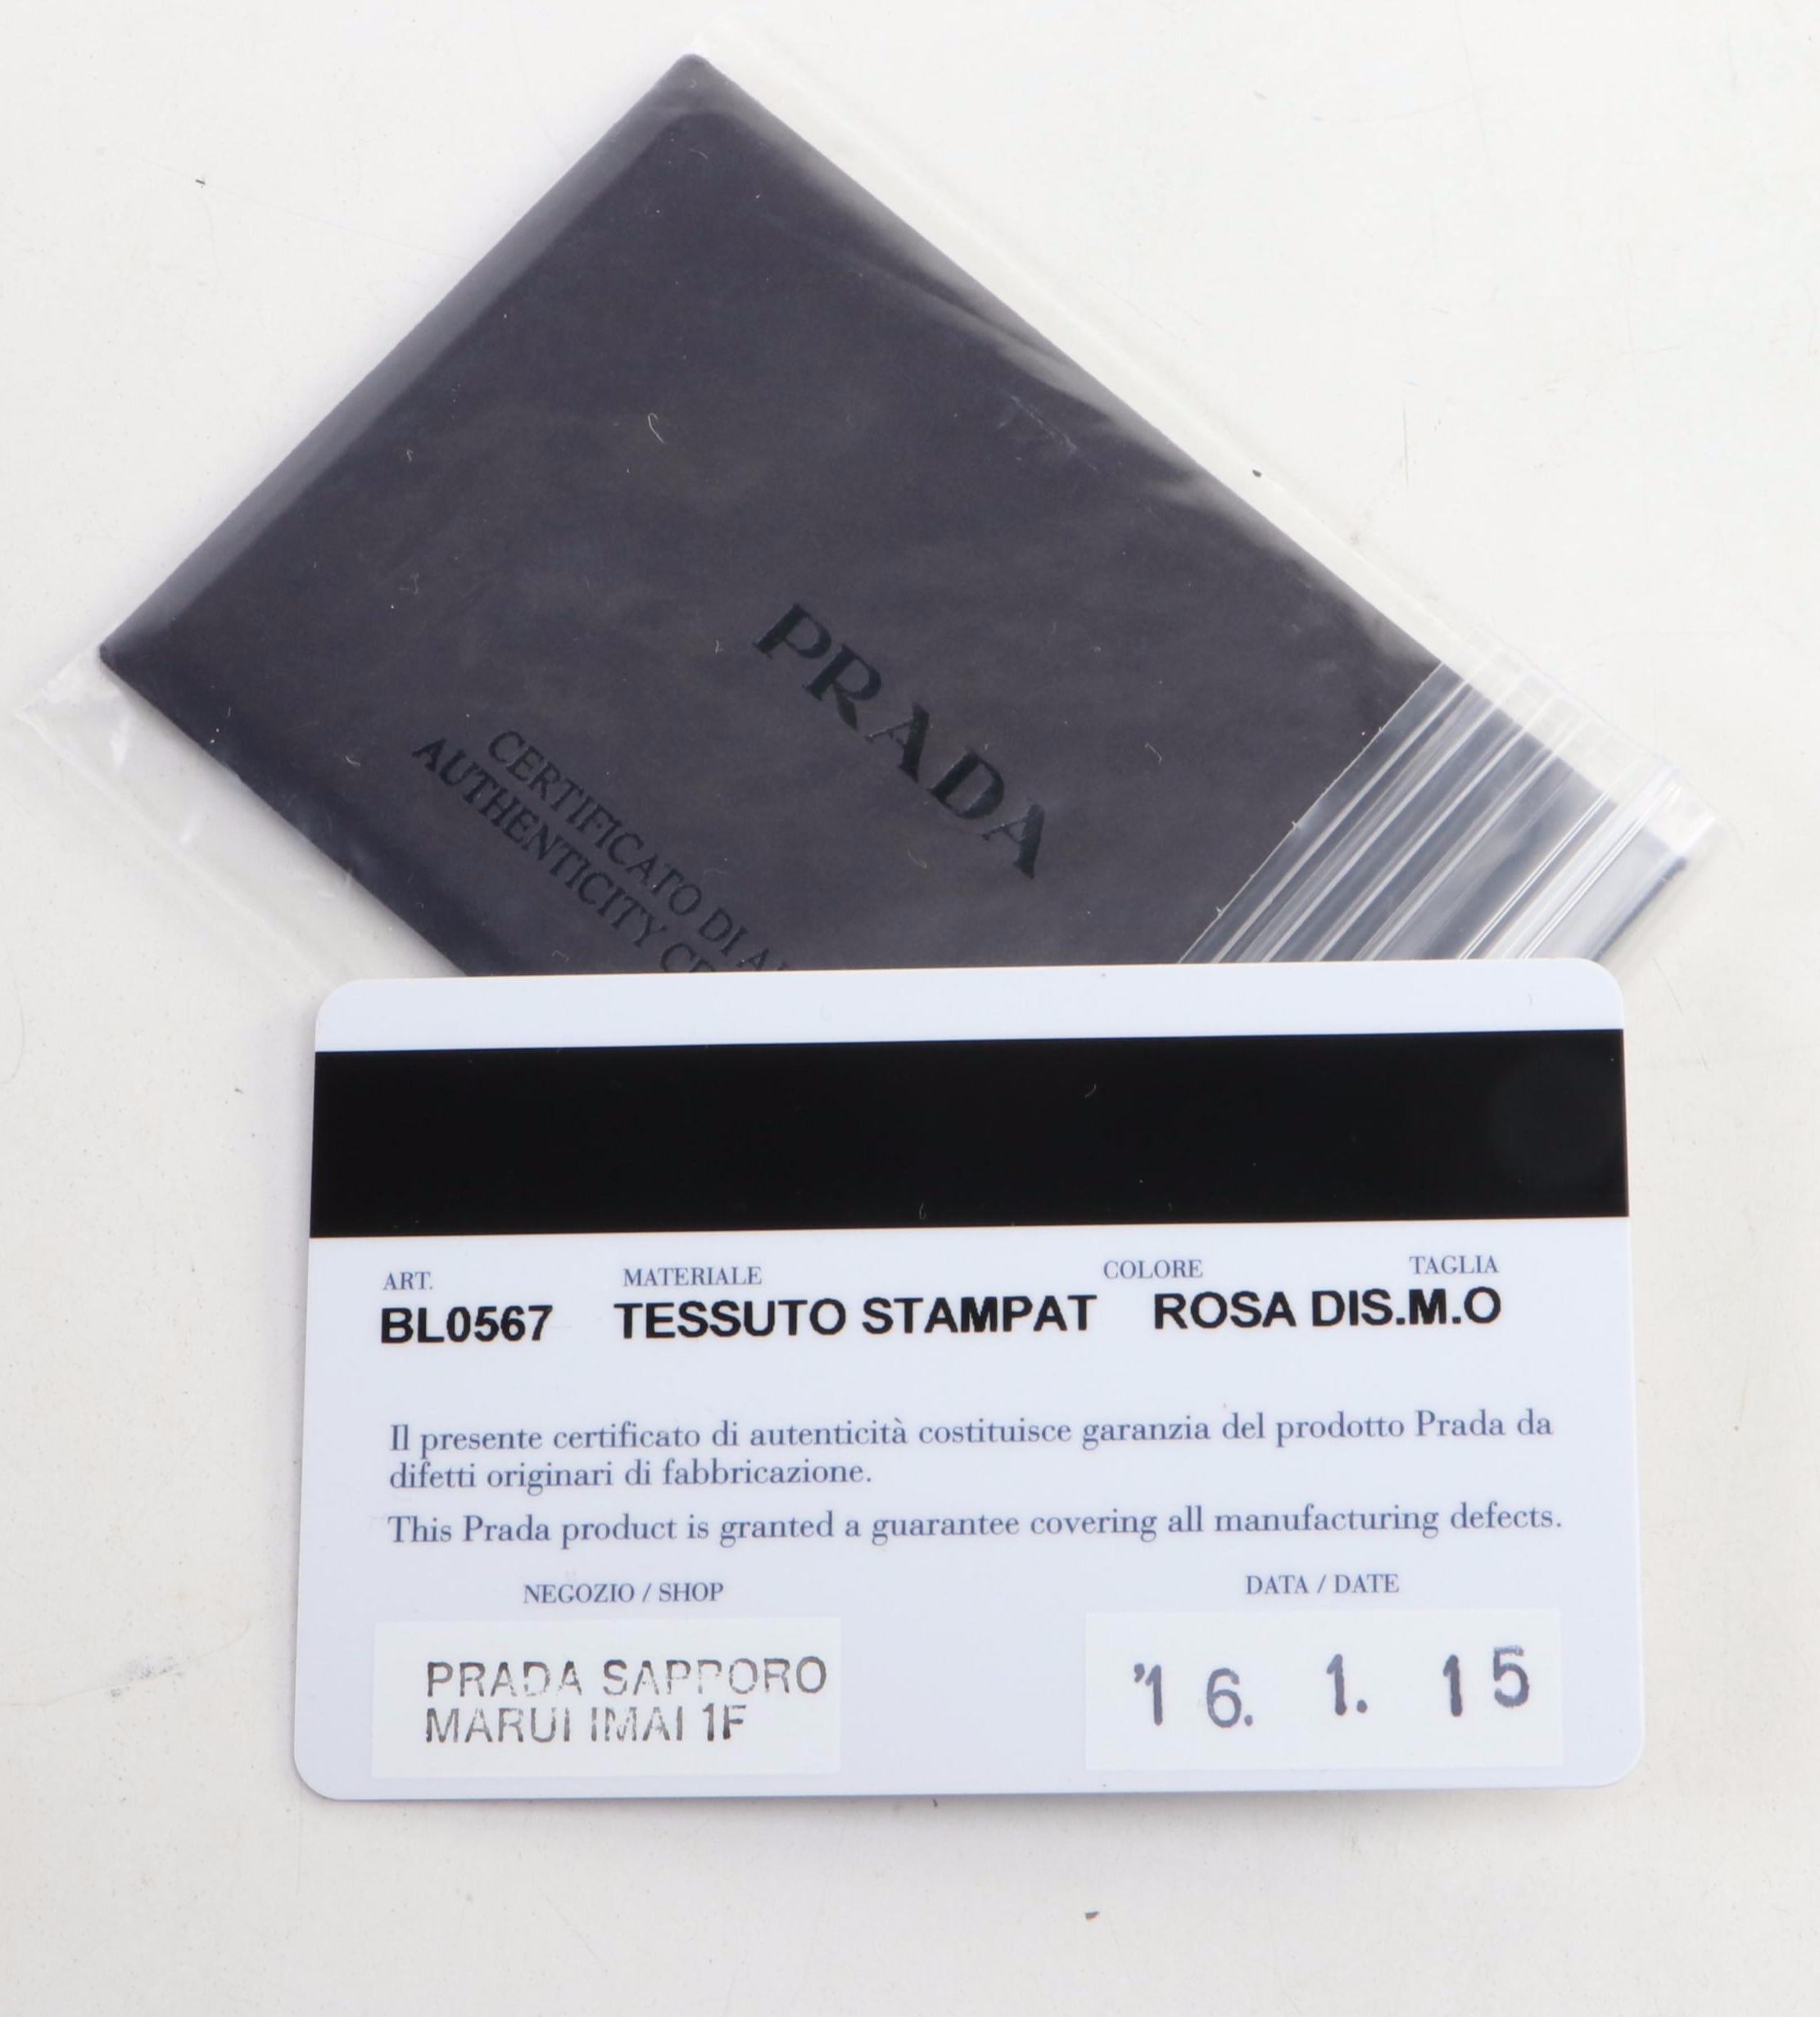 PRADA
CERTIFICATO DI
AUTHENTICITY
ART. MATERIALE COLORE TAGLIA
BL0567 TESSUTO STAMPAT ROSA DIS.M.O
Il presente certificato di autenticità costituisce garanzia del prodotto Prada da
difetti originari di fabbricazione.
This Prada product is granted a guarantee covering all manufacturing defects.
NEGOZIO / SHOP DATA / DATE
PRADA SAPPORO
MARUI IMAI 1F
'16. 1. 15